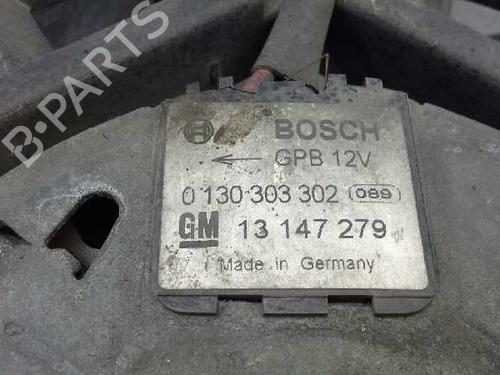 B-PARTS
BOSCH
GPB 12V
0 130 303 302 089
GM 13 147 279
Made in Germany